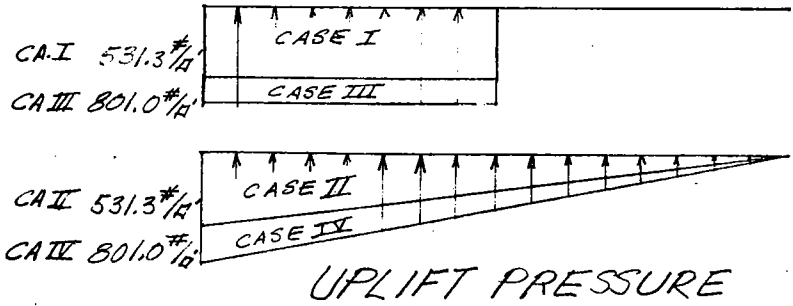 CASE I
CA.I 531.3 #/□'
CA III 801.0 #/□'
CASE III
CASE II
CA II 531.3 #/□'
CASE IV
CA IV 801.0 #/□'
UPLIFT PRESSURE